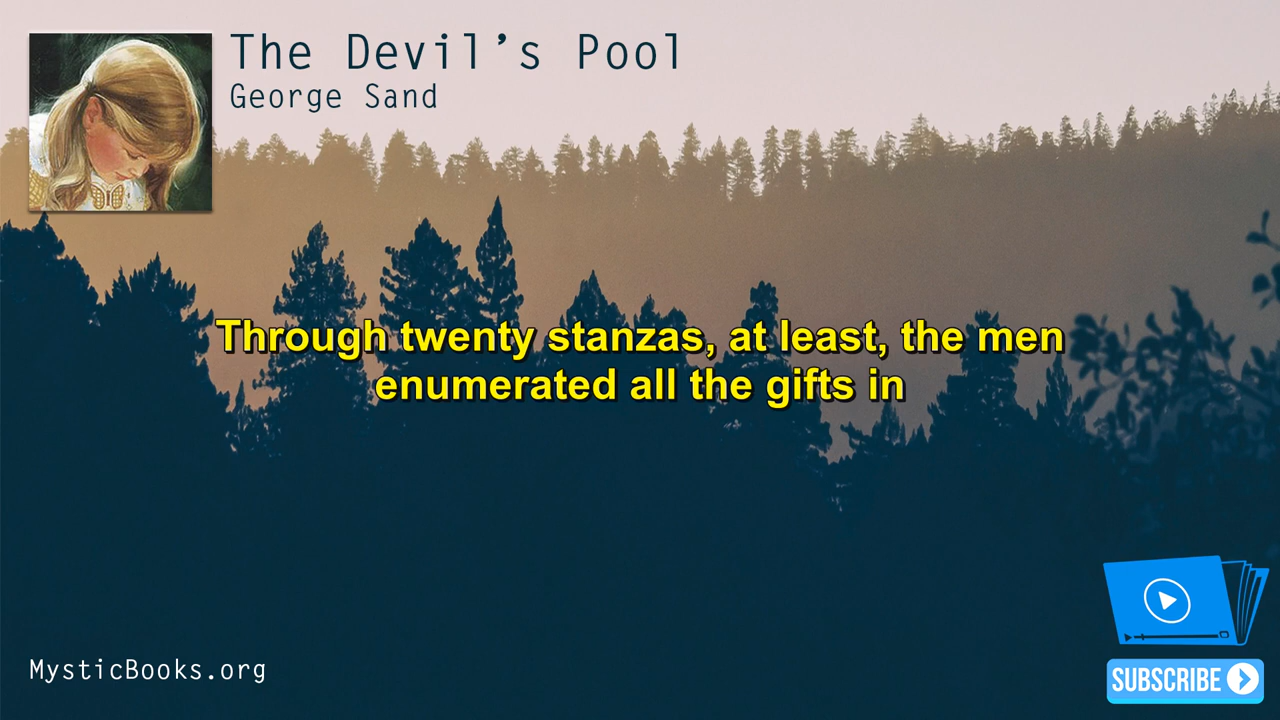 The Devil's Pool
George Sand
Through twenty stanzas, at least, the men
enumerated all the gifts in
MysticBooks.org
SUBSCRIBE